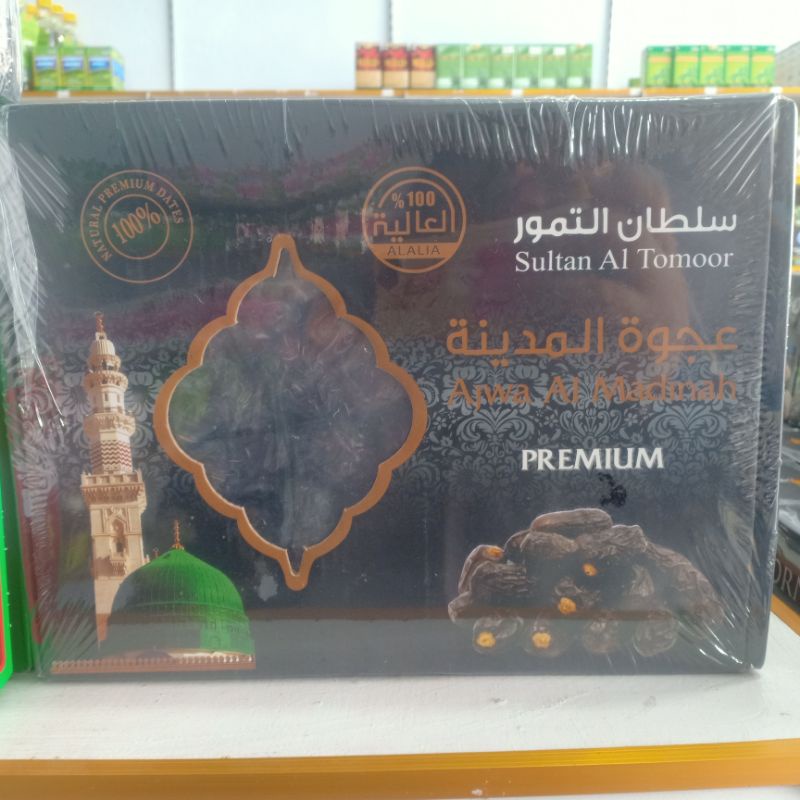 NATURAL PREMIUM DATES
100%
% 100
العالية
ALALIA
سلطان التمور
Sultan Al Tomoor
عجوة المدينة
Ajwa Al Madinah
PREMIUM